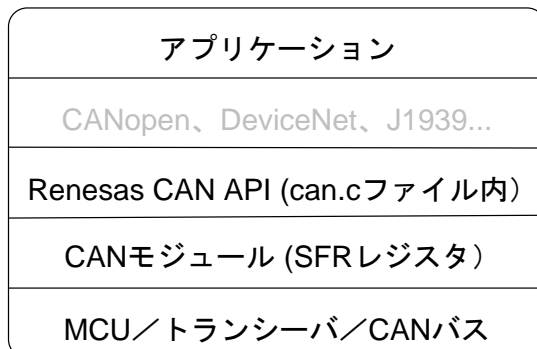 アプリケーション
CANopen、DeviceNet、J1939...
Renesas CAN API (can.cファイル内)
CANモジュール (SFRレジスタ)
MCU／トランシーバ／CANバス